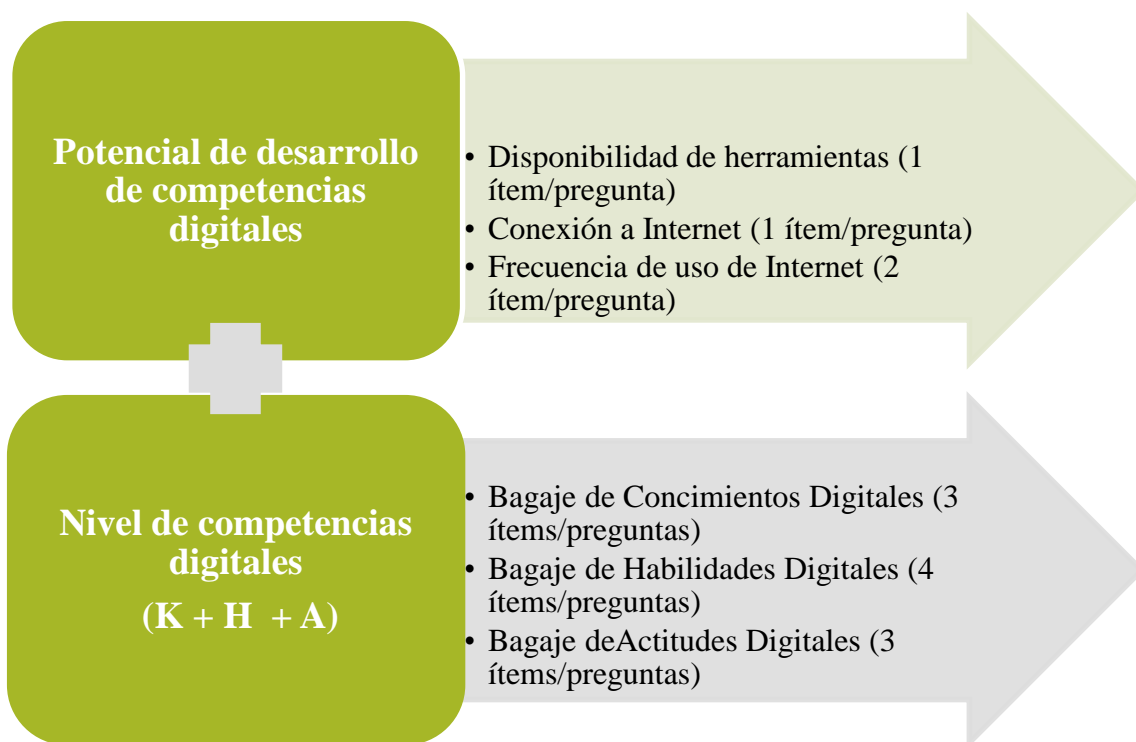 Potencial de desarrollo
de competencias
digitales
• Disponibilidad de herramientas (1
ítem/pregunta)
• Conexión a Internet (1 ítem/pregunta)
• Frecuencia de uso de Internet (2
ítem/pregunta)
Nivel de competencias
digitales
(K + H + A)
• Bagaje de Concimientos Digitales (3
ítems/preguntas)
• Bagaje de Habilidades Digitales (4
ítems/preguntas)
• Bagaje deActitudes Digitales (3
ítems/preguntas)